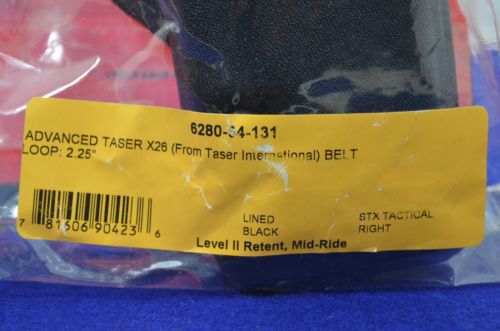 6280-64-131
ADVANCED TASER X26 (From Taser International) BELT
LOOP: 2.25"
LINED STX TACTICAL
BLACK RIGHT
7 81606 90423 6
Level II Retent, Mid-Ride